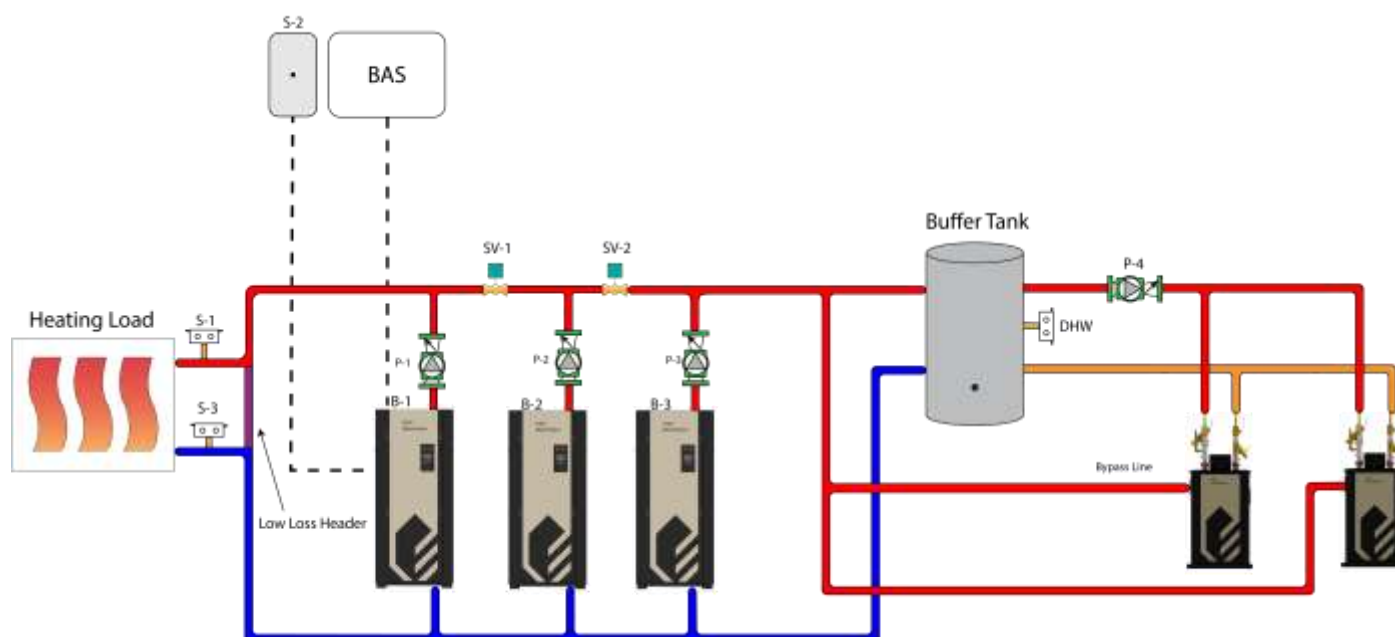 S-2
BAS
SV-1
SV-2
Buffer Tank
P-4
Heating Load
S-1
DHW
P-1
P-2
P-3
S-3
B-1
B-2
B-3
Bypass Line
Low Loss Header